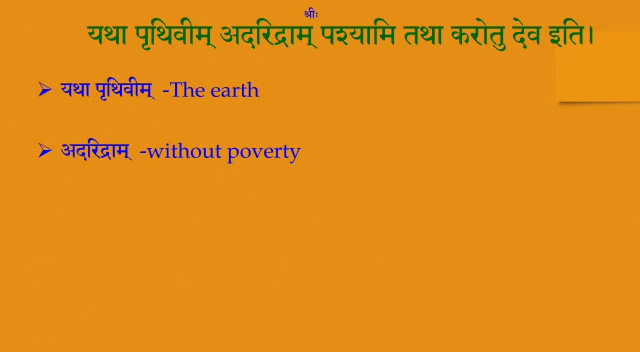 श्रीः
यथा पृथिवीम् अदरिद्राम् पश्यामि तथा करोतु देव इति।
➢ यथा पृथिवीम् -The earth
➢ अदरिद्राम् -without poverty